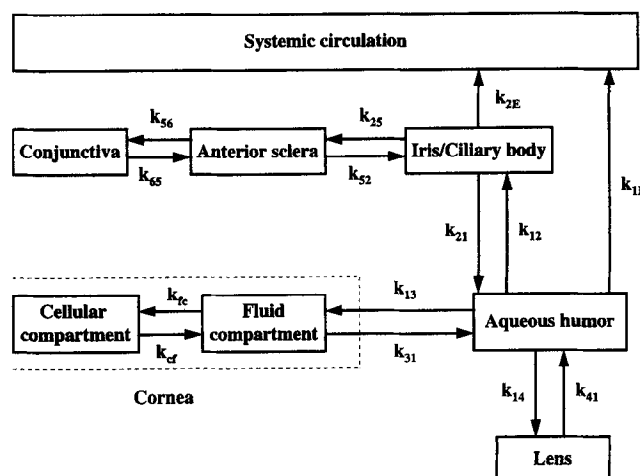 Systemic circulation
k2E
k56
k25
k1
Conjunctiva
Anterior sclera
Iris/Ciliary body
k65
k52
k21
k12
kfc
k13
Cellular
compartment
Fluid
compartment
Aqueous humor
kcf
k31
Cornea
k14
k41
Lens